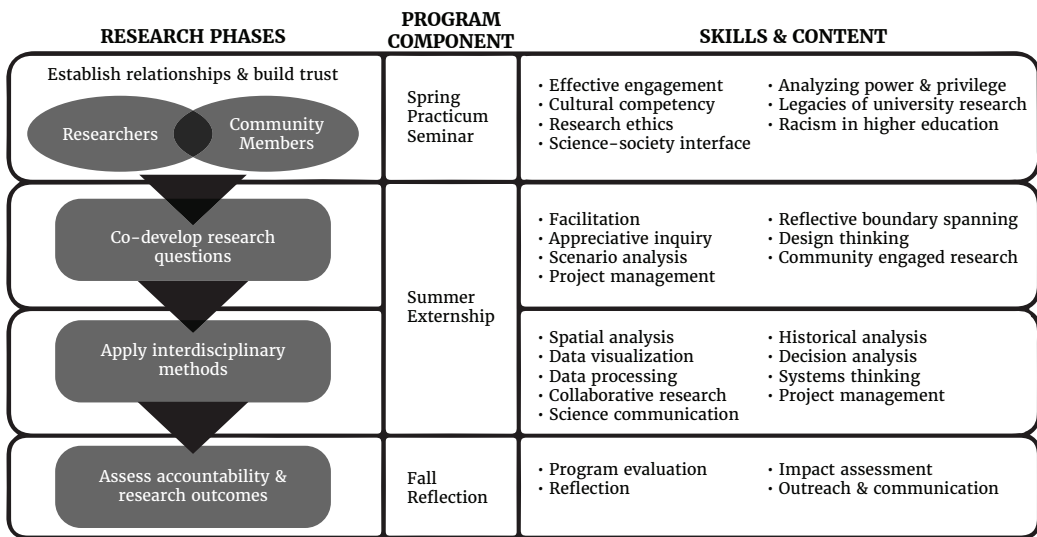 RESEARCH PHASES
PROGRAM
COMPONENT
SKILLS & CONTENT
Establish relationships & build trust
Researchers
Community
Members
Spring
Practicum
Seminar
· Effective engagement
· Cultural competency
· Research ethics
· Science-society interface
· Analyzing power & privilege
· Legacies of university research
· Racism in higher education
Co-develop research
questions
Summer
Externship
· Facilitation
· Appreciative inquiry
· Scenario analysis
· Project management
· Reflective boundary spanning
· Design thinking
· Community engaged research
Apply interdisciplinary
methods
· Spatial analysis
· Data visualization
· Data processing
· Collaborative research
· Science communication
· Historical analysis
· Decision analysis
· Systems thinking
· Project management
Assess accountability &
research outcomes
Fall
Reflection
· Program evaluation
· Reflection
· Impact assessment
· Outreach & communication